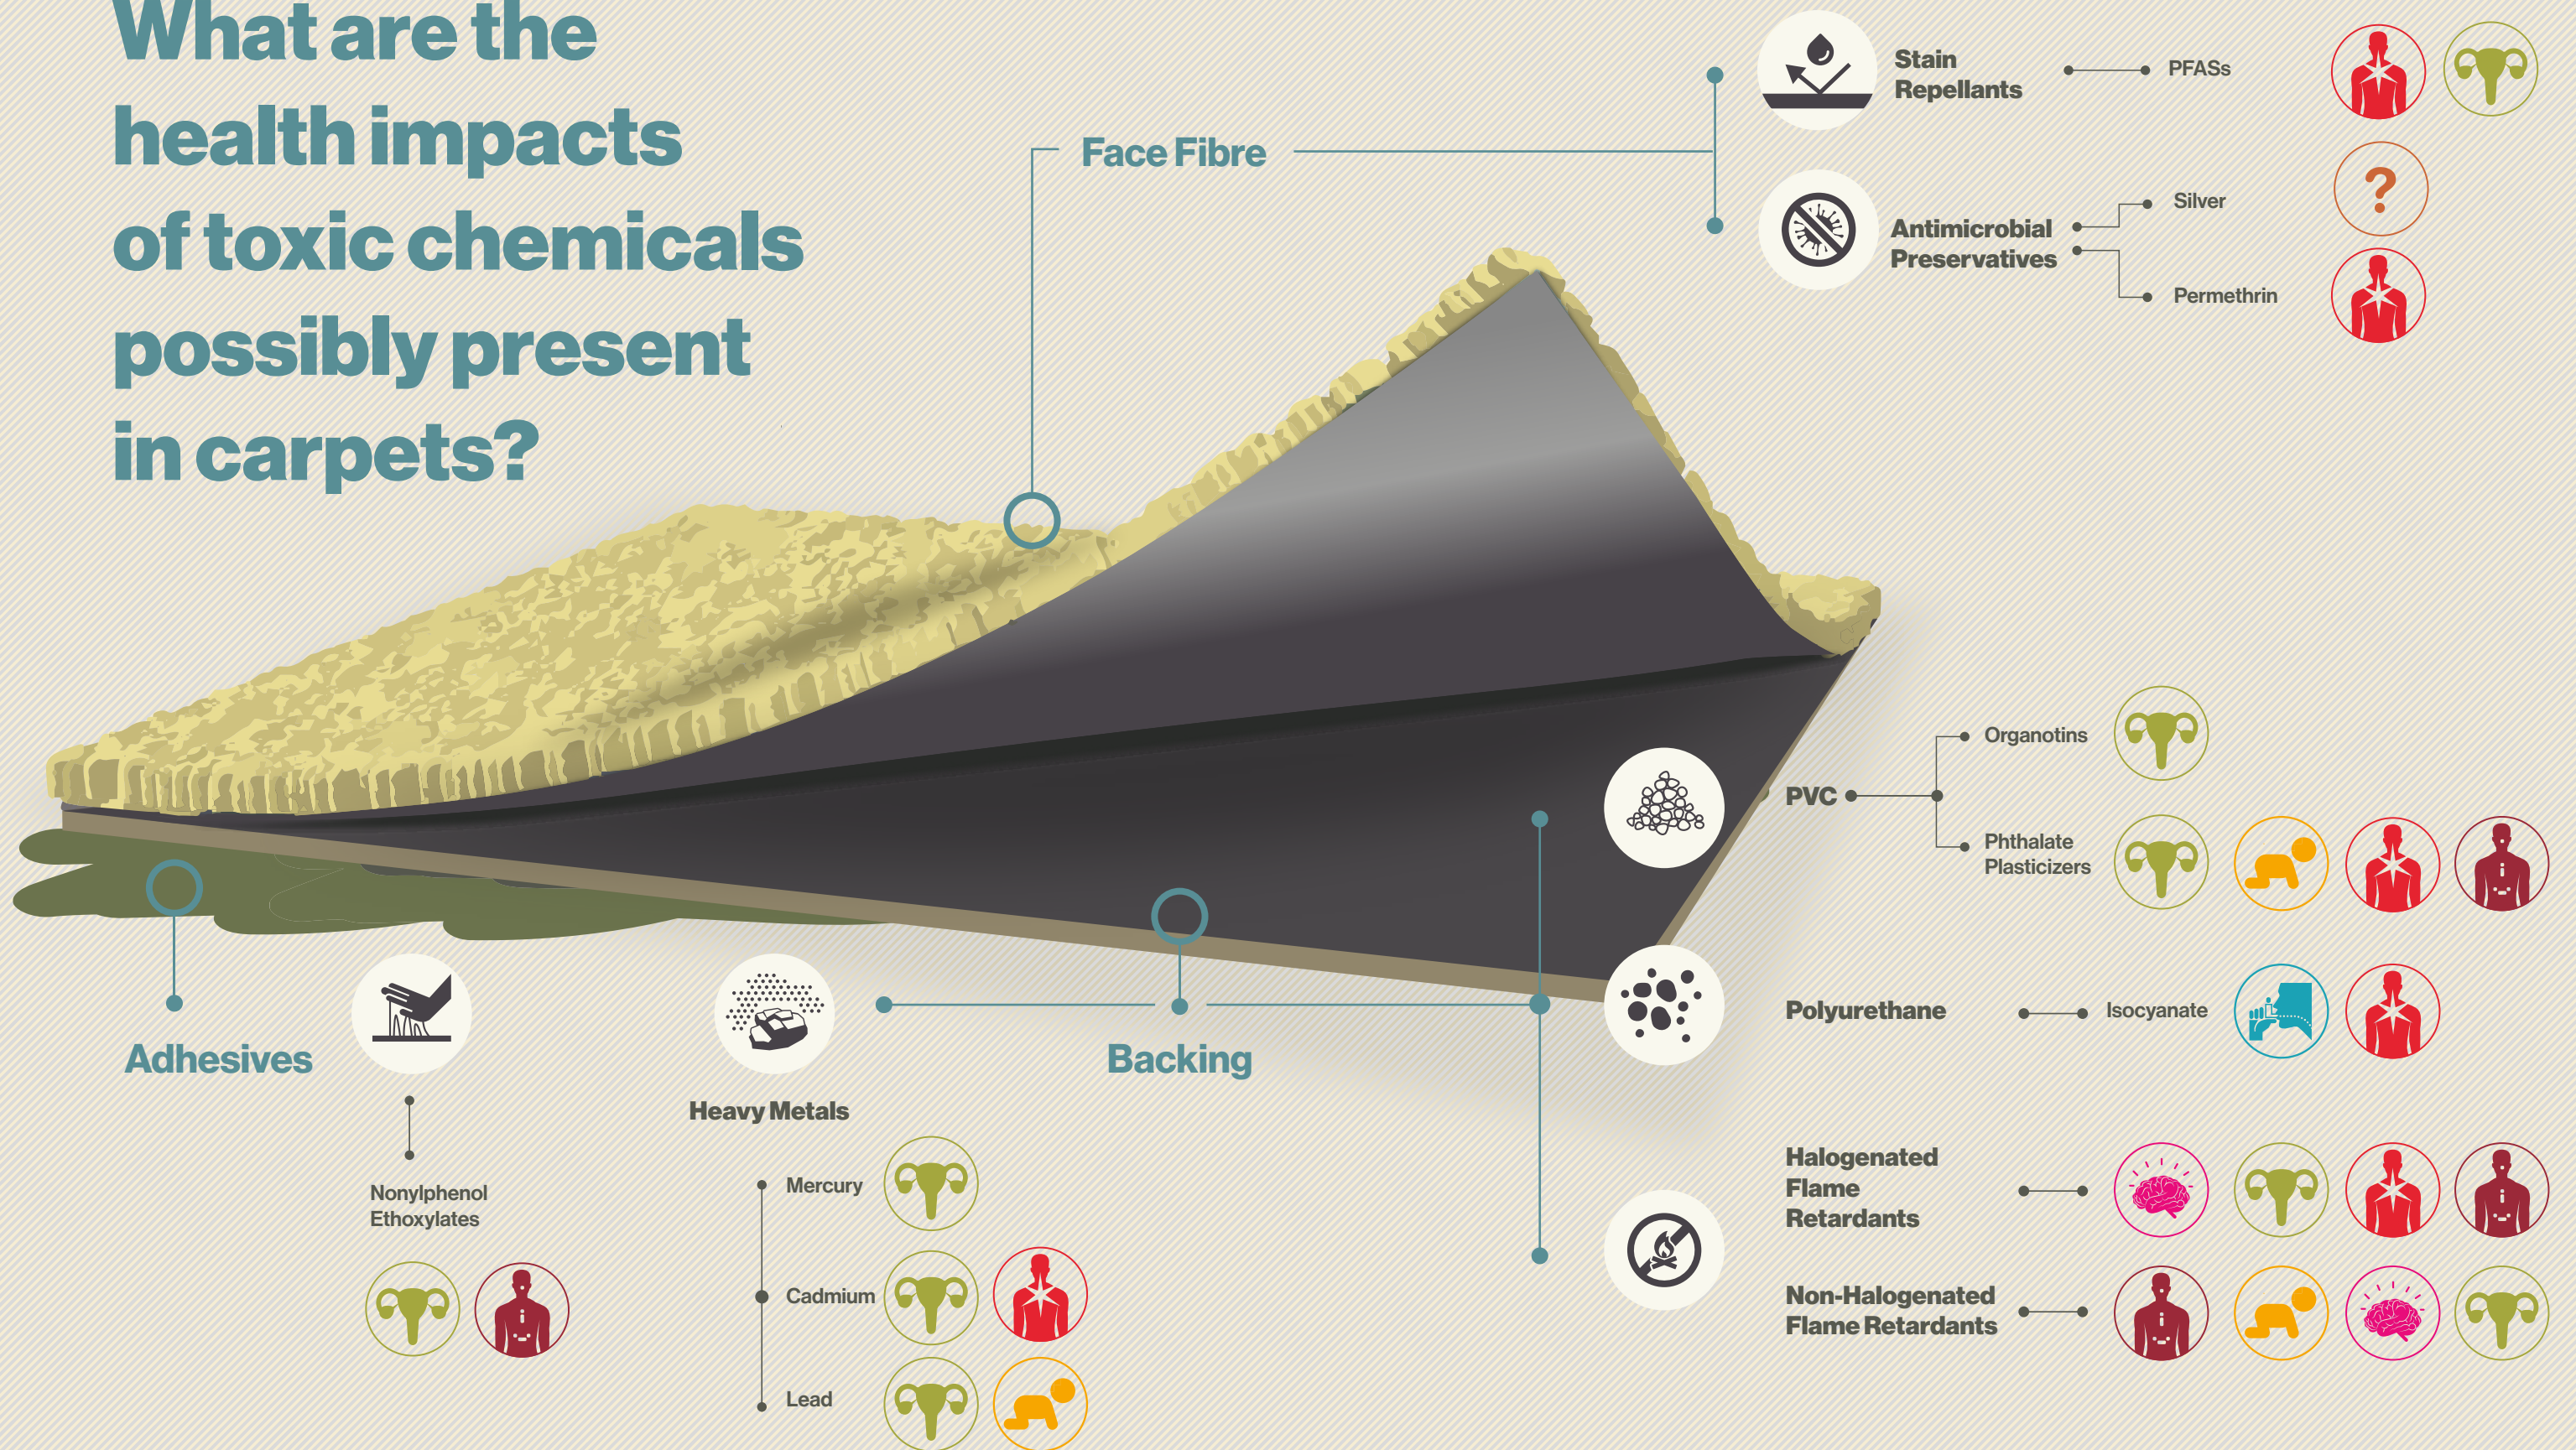 What are the
health impacts
of toxic chemicals
possibly present
in carpets?
Face Fibre
Stain
Repellants
PFASs
Antimicrobial
Preservatives
Silver
?
Permethrin
PVC
Organotins
Phthalate
Plasticizers
Polyurethane
Isocyanate
Halogenated
Flame
Retardants
Non-Halogenated
Flame Retardants
Backing
Heavy Metals
Mercury
Cadmium
Lead
Adhesives
Nonylphenol
Ethoxylates